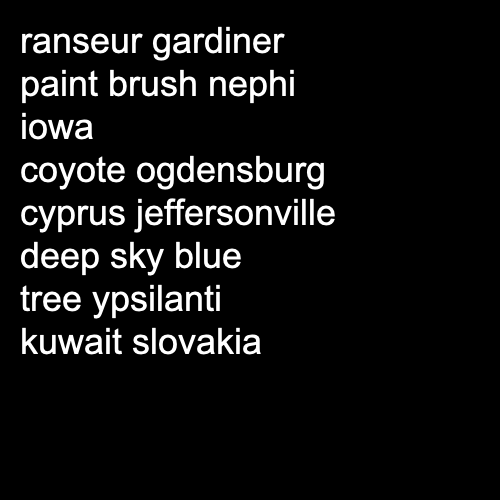 ranseur gardiner
paint brush nephi
iowa
coyote ogdensburg
cyprus jeffersonville
deep sky blue
tree ypsilanti
kuwait slovakia